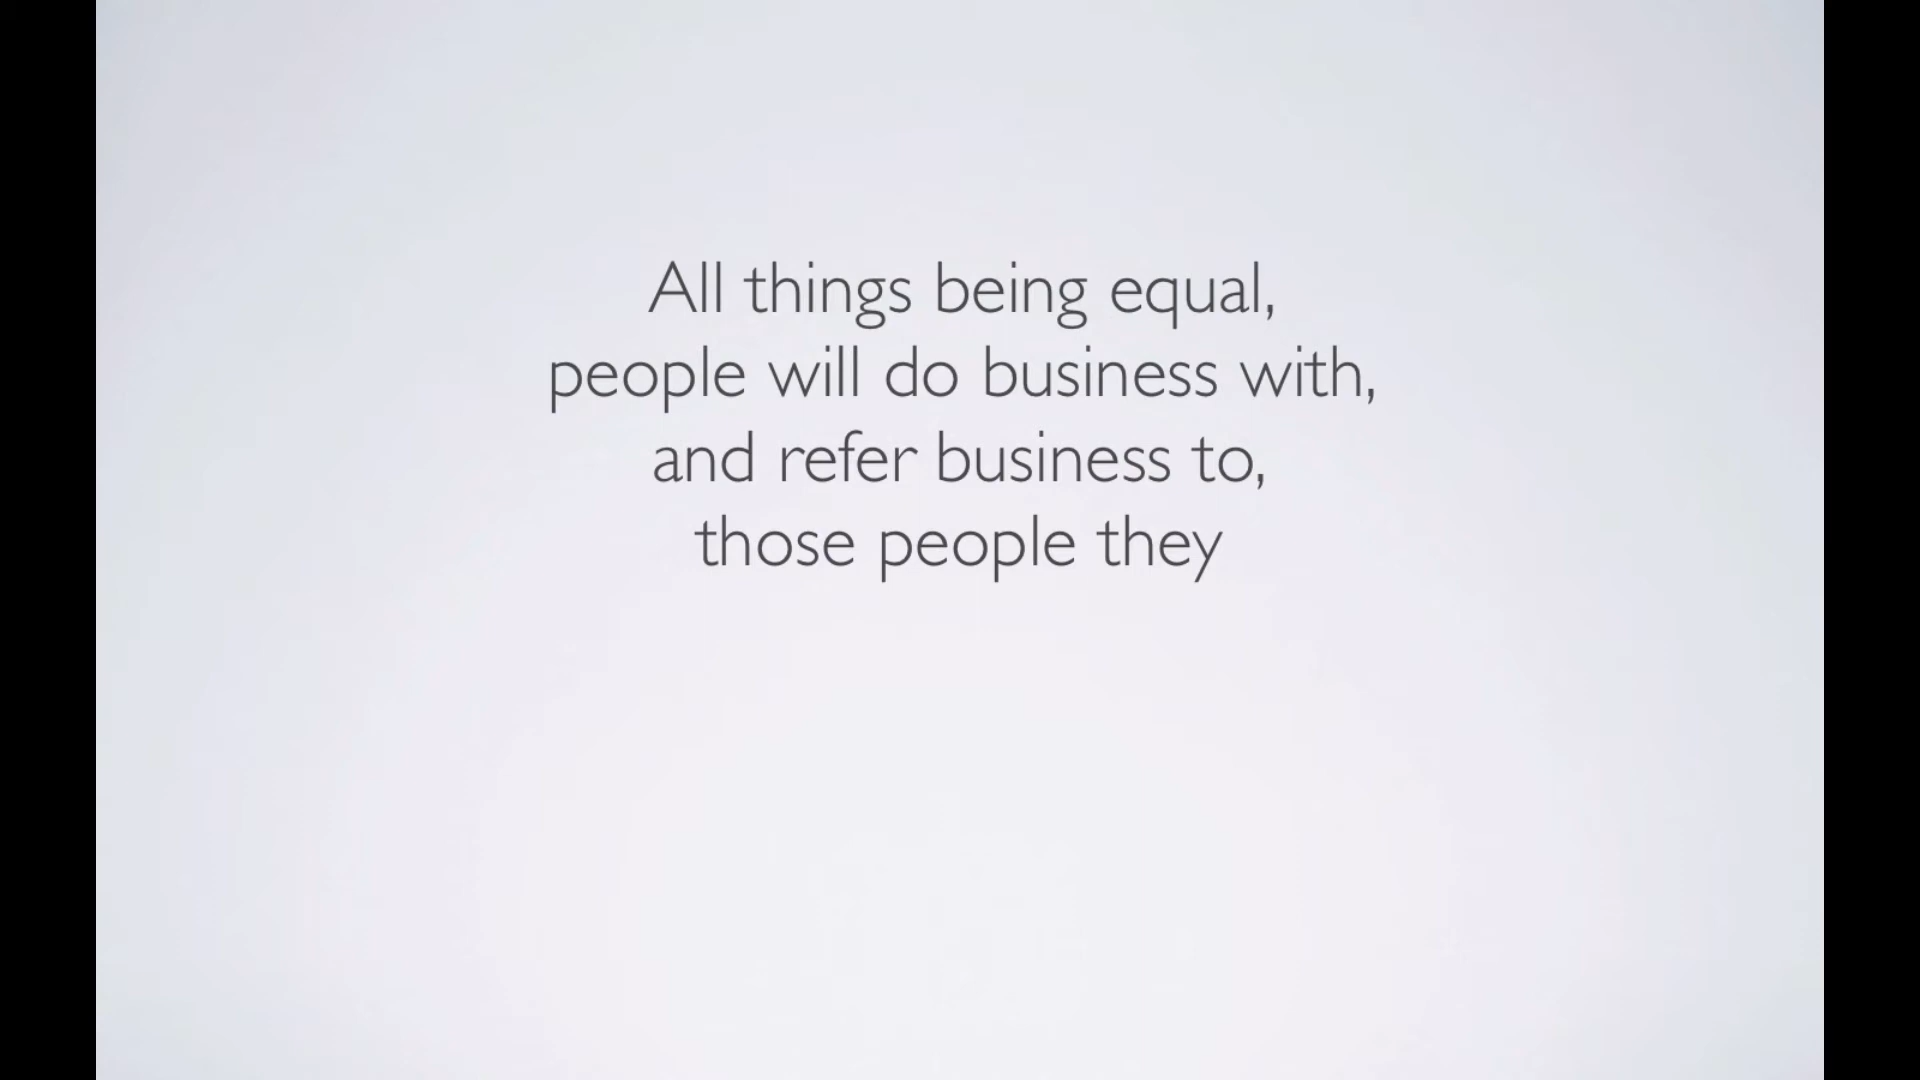 All things being equal,
people will do business with,
and refer business to,
those people they